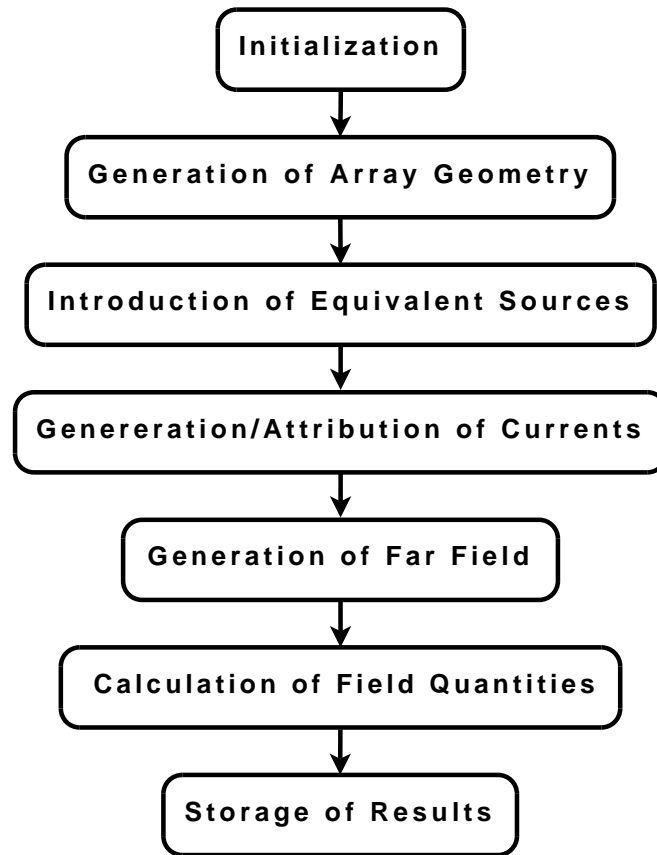 Initialization
Generation of Array Geometry
Introduction of Equivalent Sources
Genereration/Attribution of Currents
Generation of Far Field
Calculation of Field Quantities
Storage of Results